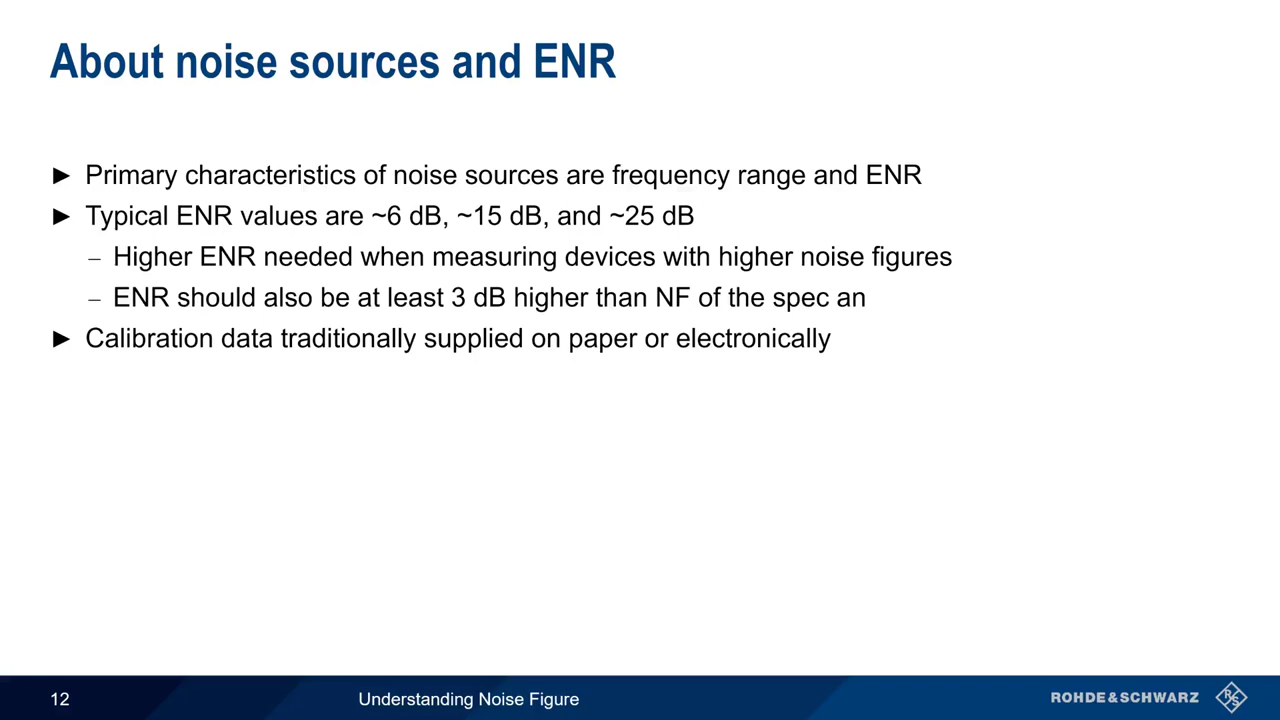 About noise sources and ENR
► Primary characteristics of noise sources are frequency range and ENR
► Typical ENR values are ~6 dB, ~15 dB, and ~25 dB
– Higher ENR needed when measuring devices with higher noise figures
– ENR should also be at least 3 dB higher than NF of the spec an
► Calibration data traditionally supplied on paper or electronically
12
Understanding Noise Figure
ROHDE&SCHWARZ
R&S